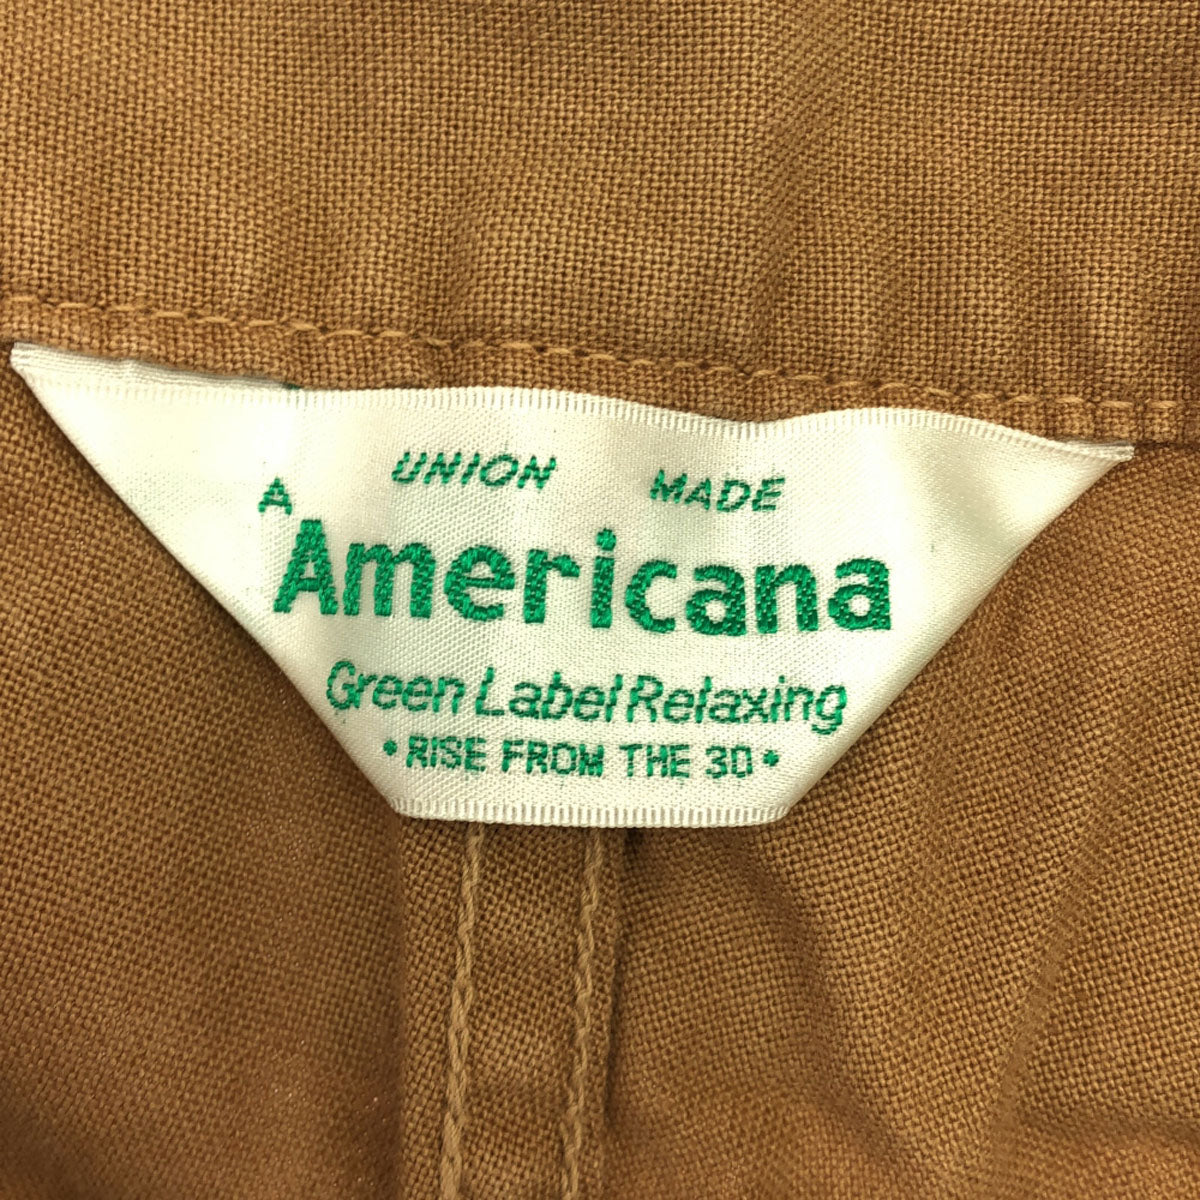 UNION MADE
A
Americana
Green Label Relaxing
• RISE FROM THE 30 •